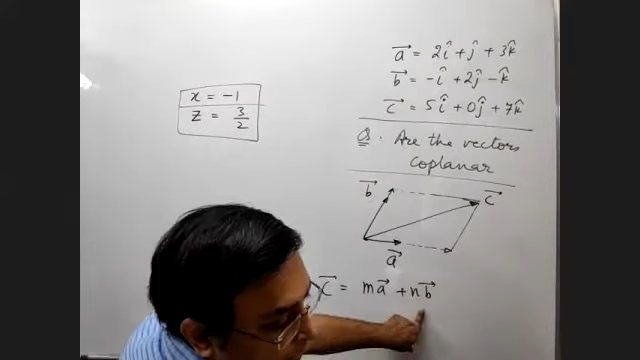 x = -1
z = 3/2
a⃗ = 2î + ĵ + 3k̂
b⃗ = -î + 2ĵ - k̂
c⃗ = 5î + 0ĵ + 7k̂
Q. Are the vectors
coplanar
b⃗
c⃗
a⃗
c⃗ = ma⃗ + nb⃗